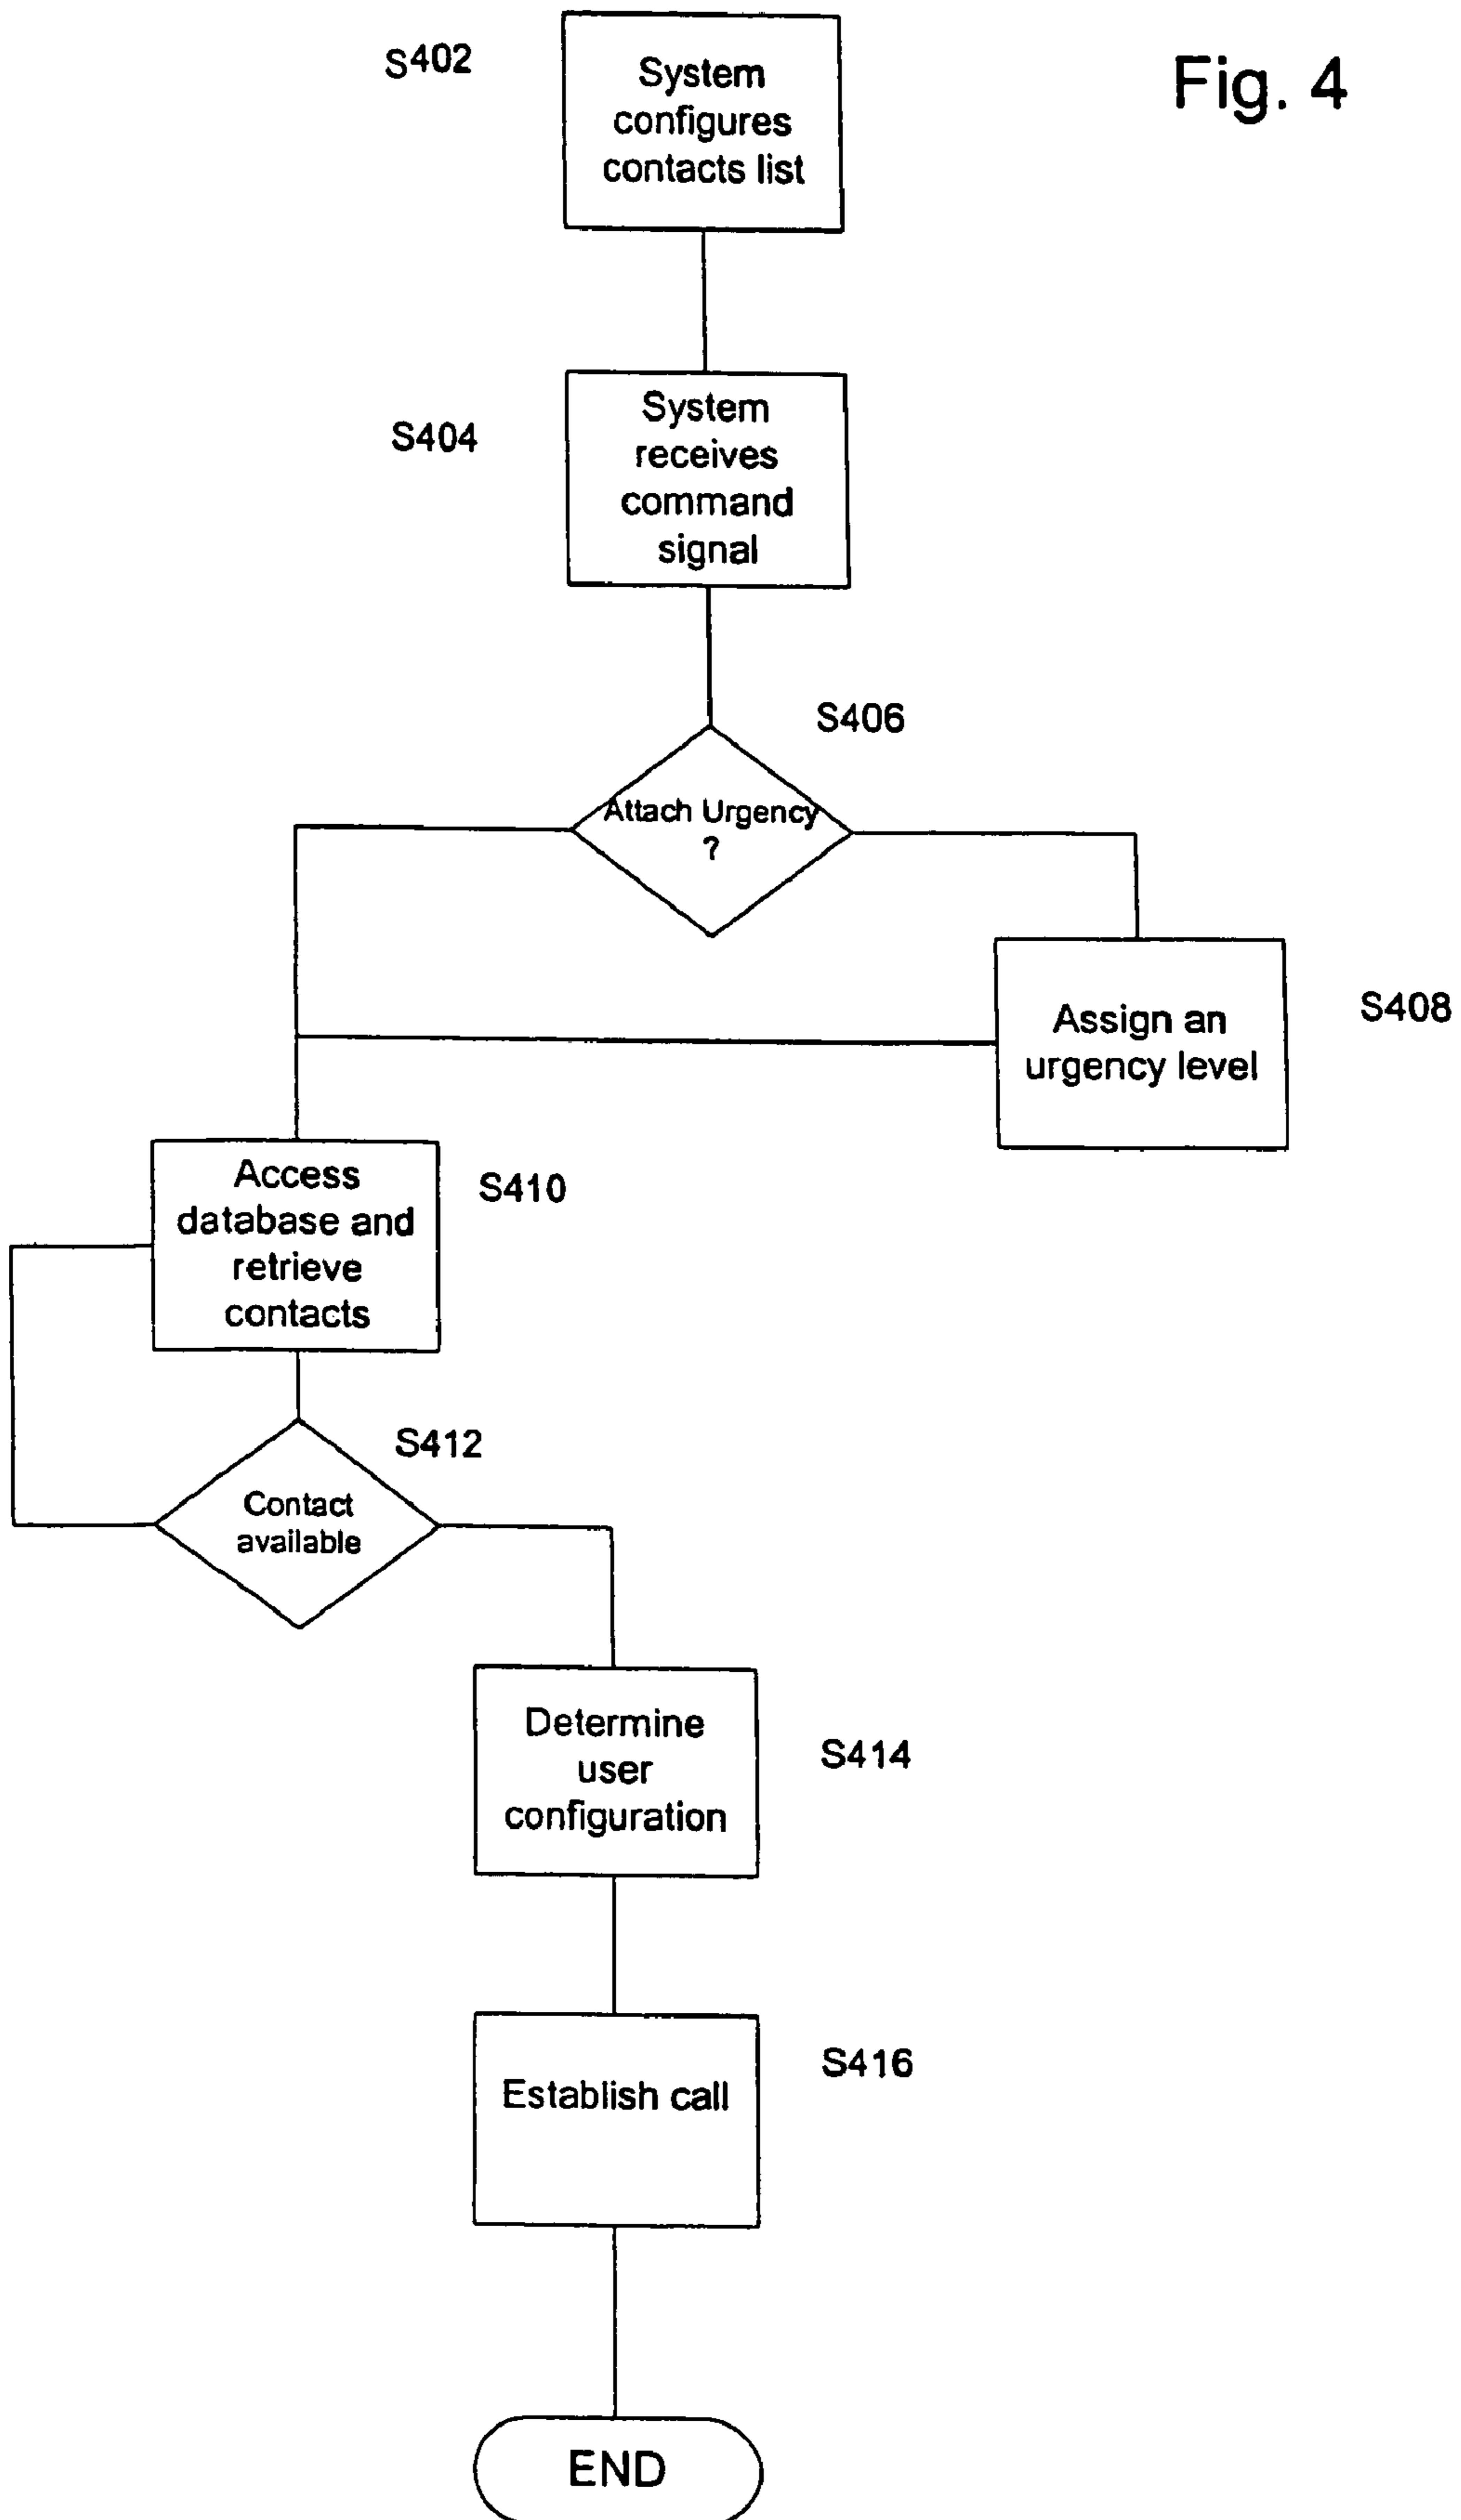 Fig. 4
S402
System
configures
contacts list
S404
System
receives
command
signal
S406
Attach Urgency
?
S408
Assign an
urgency level
Access
database and
retrieve
contacts
S410
S412
Contact
available
Determine
user
configuration
S414
Establish call
S416
END